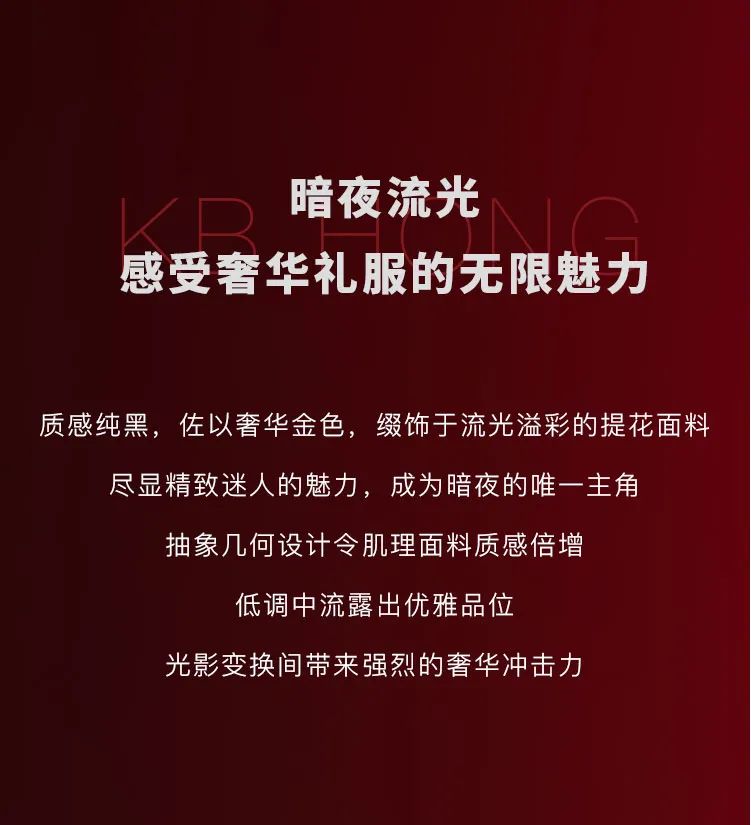 KB HONG
暗夜流光
感受奢华礼服的无限魅力
质感纯黑，佐以奢华金色，缀饰于流光溢彩的提花面料
尽显精致迷人的魅力，成为暗夜的唯一主角
抽象几何设计令肌理面料质感倍增
低调中流露出优雅品位
光影变换间带来强烈的奢华冲击力